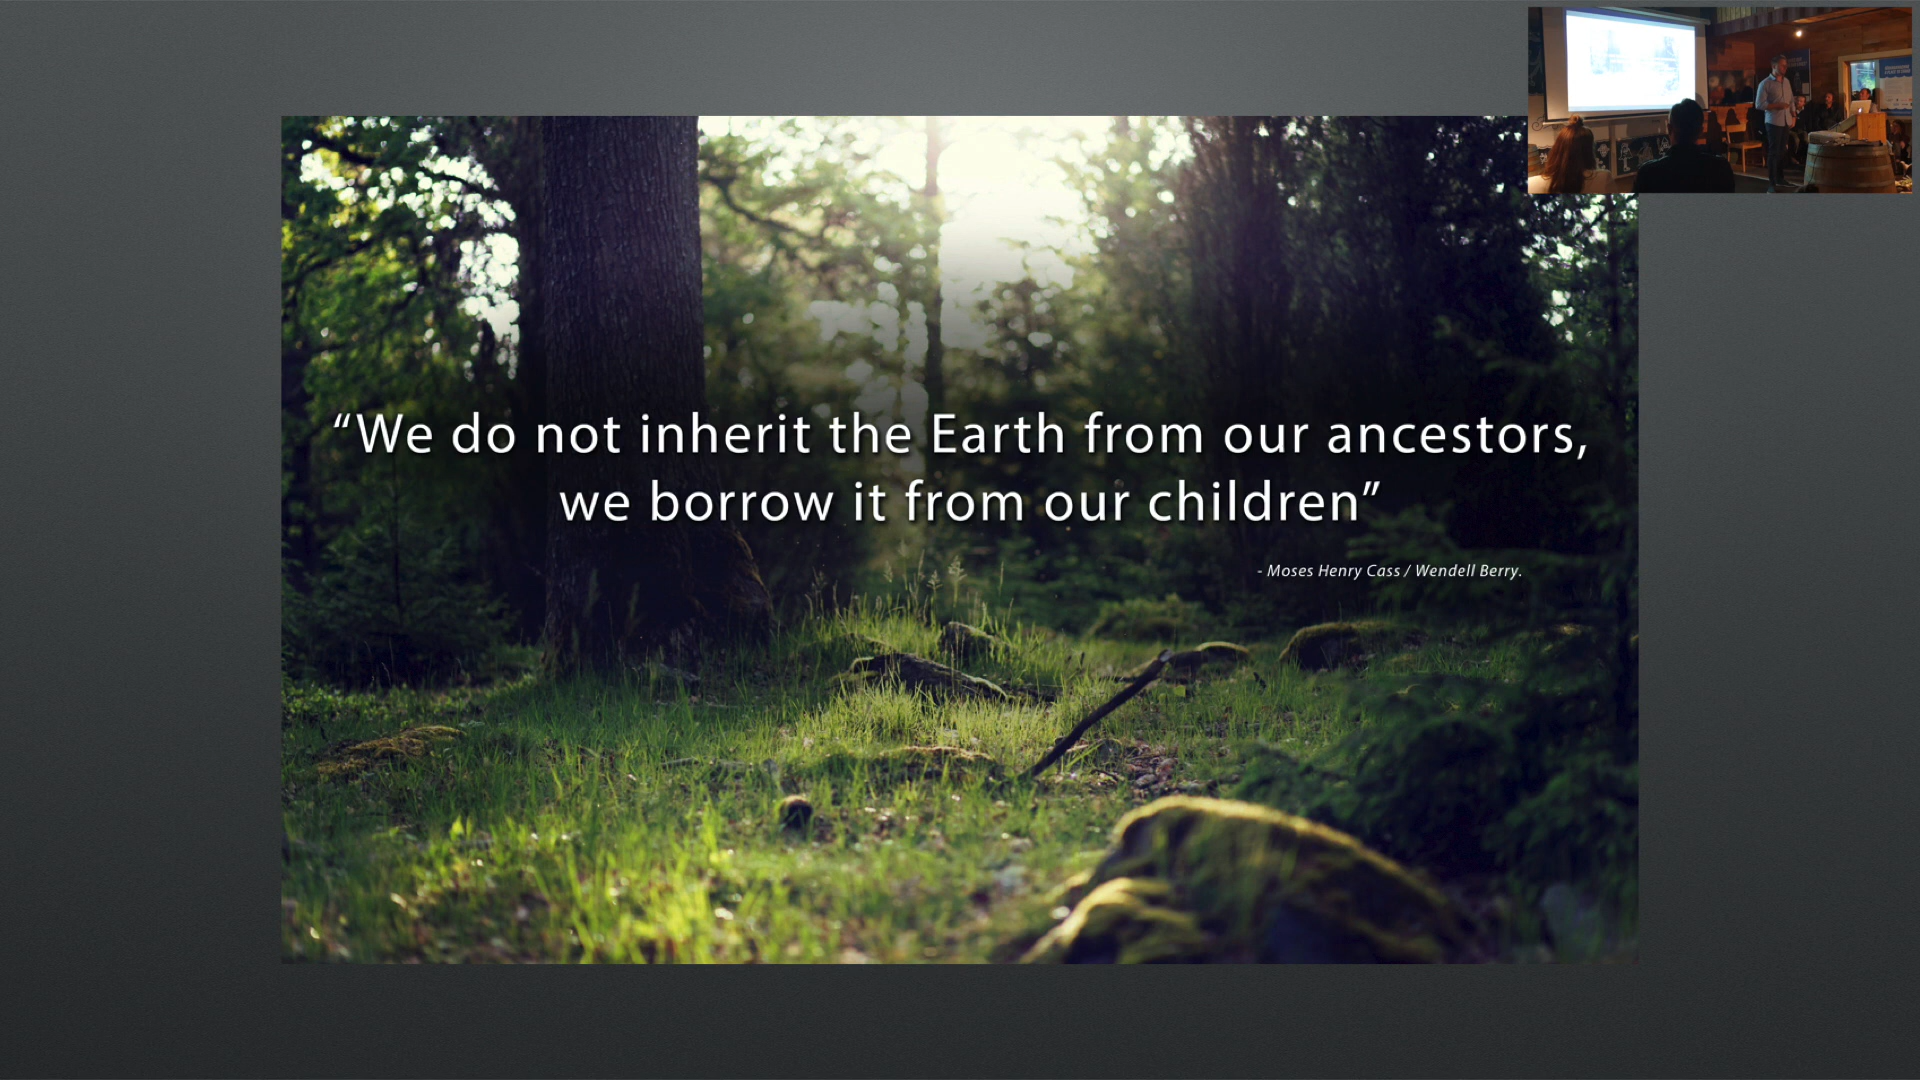 “We do not inherit the Earth from our ancestors,
we borrow it from our children”
- Moses Henry Cass / Wendell Berry.